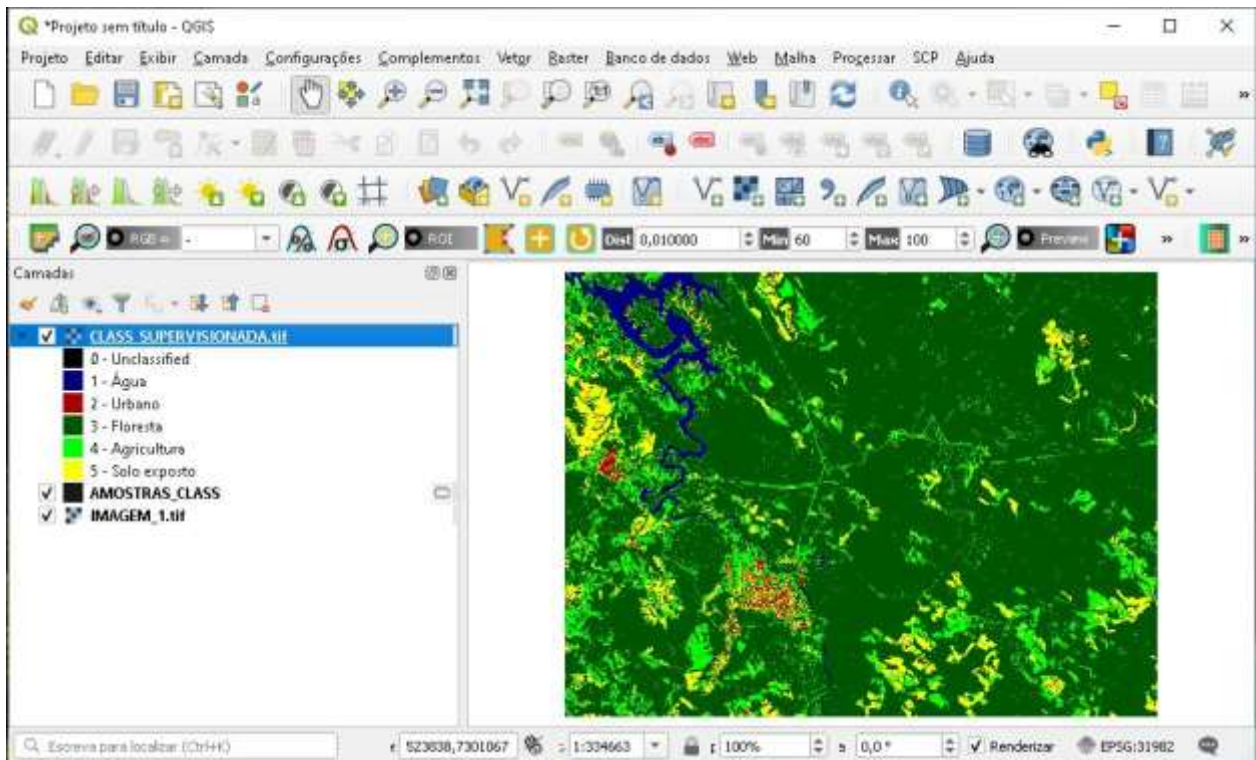 *Projeto sem título - QGIS
Projeto Editar Exibir Camada Configurações Complementos Vetor Raster Banco de dados Web Malha Processar SCP Ajuda
RGB = - ROI Dist 0,010000 Min 60 Max 100 Preview
Camadas
CLASS_SUPERVISIONADA.tif
0 - Unclassified
1 - Água
2 - Urbano
3 - Floresta
4 - Agricultura
5 - Solo exposto
AMOSTRAS_CLASS
IMAGEM_1.tif
Escreva para localizar (Ctrl+K) 523838,7301067 1:334663 100% 0,0 ° Renderizar EPSG:31982